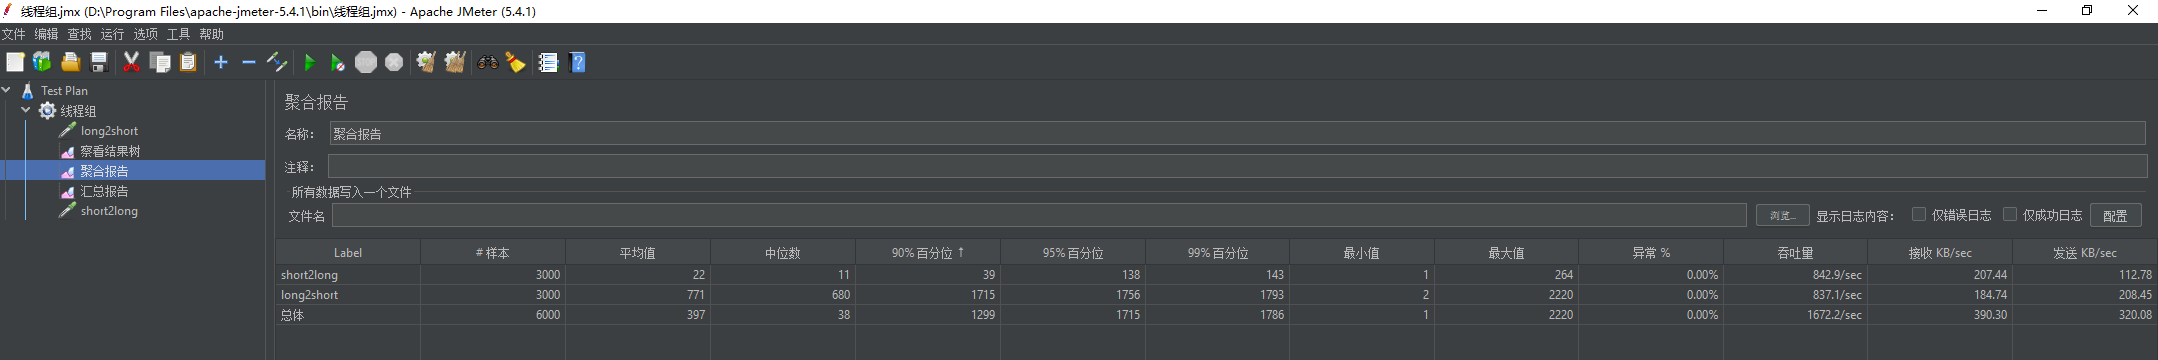 线程组.jmx (D:\Program Files\apache-jmeter-5.4.1\bin\线程组.jmx) - Apache JMeter (5.4.1)
文件 编辑 查找 运行 选项 工具 帮助
STOP
Test Plan
线程组
long2short
察看结果树
聚合报告
汇总报告
short2long
聚合报告
名称： 聚合报告
注释：
所有数据写入一个文件
文件名 浏览... 显示日志内容： 仅错误日志 仅成功日志 配置
Label # 样本 平均值 中位数 90% 百分位 ↑ 95% 百分位 99% 百分位 最小值 最大值 异常 % 吞吐量 接收 KB/sec 发送 KB/sec
short2long 3000 22 11 39 138 143 1 264 0.00% 842.9/sec 207.44 112.78
long2short 3000 771 680 1715 1756 1793 2 2220 0.00% 837.1/sec 184.74 208.45
总体 6000 397 38 1299 1715 1786 1 2220 0.00% 1672.2/sec 390.30 320.08